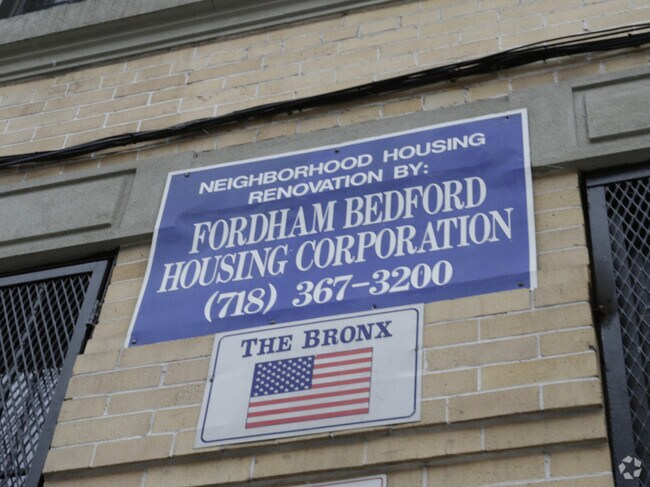 NEIGHBORHOOD HOUSING
RENOVATION BY:
FORDHAM BEDFORD
HOUSING CORPORATION
(718) 367-3200
THE BRONX